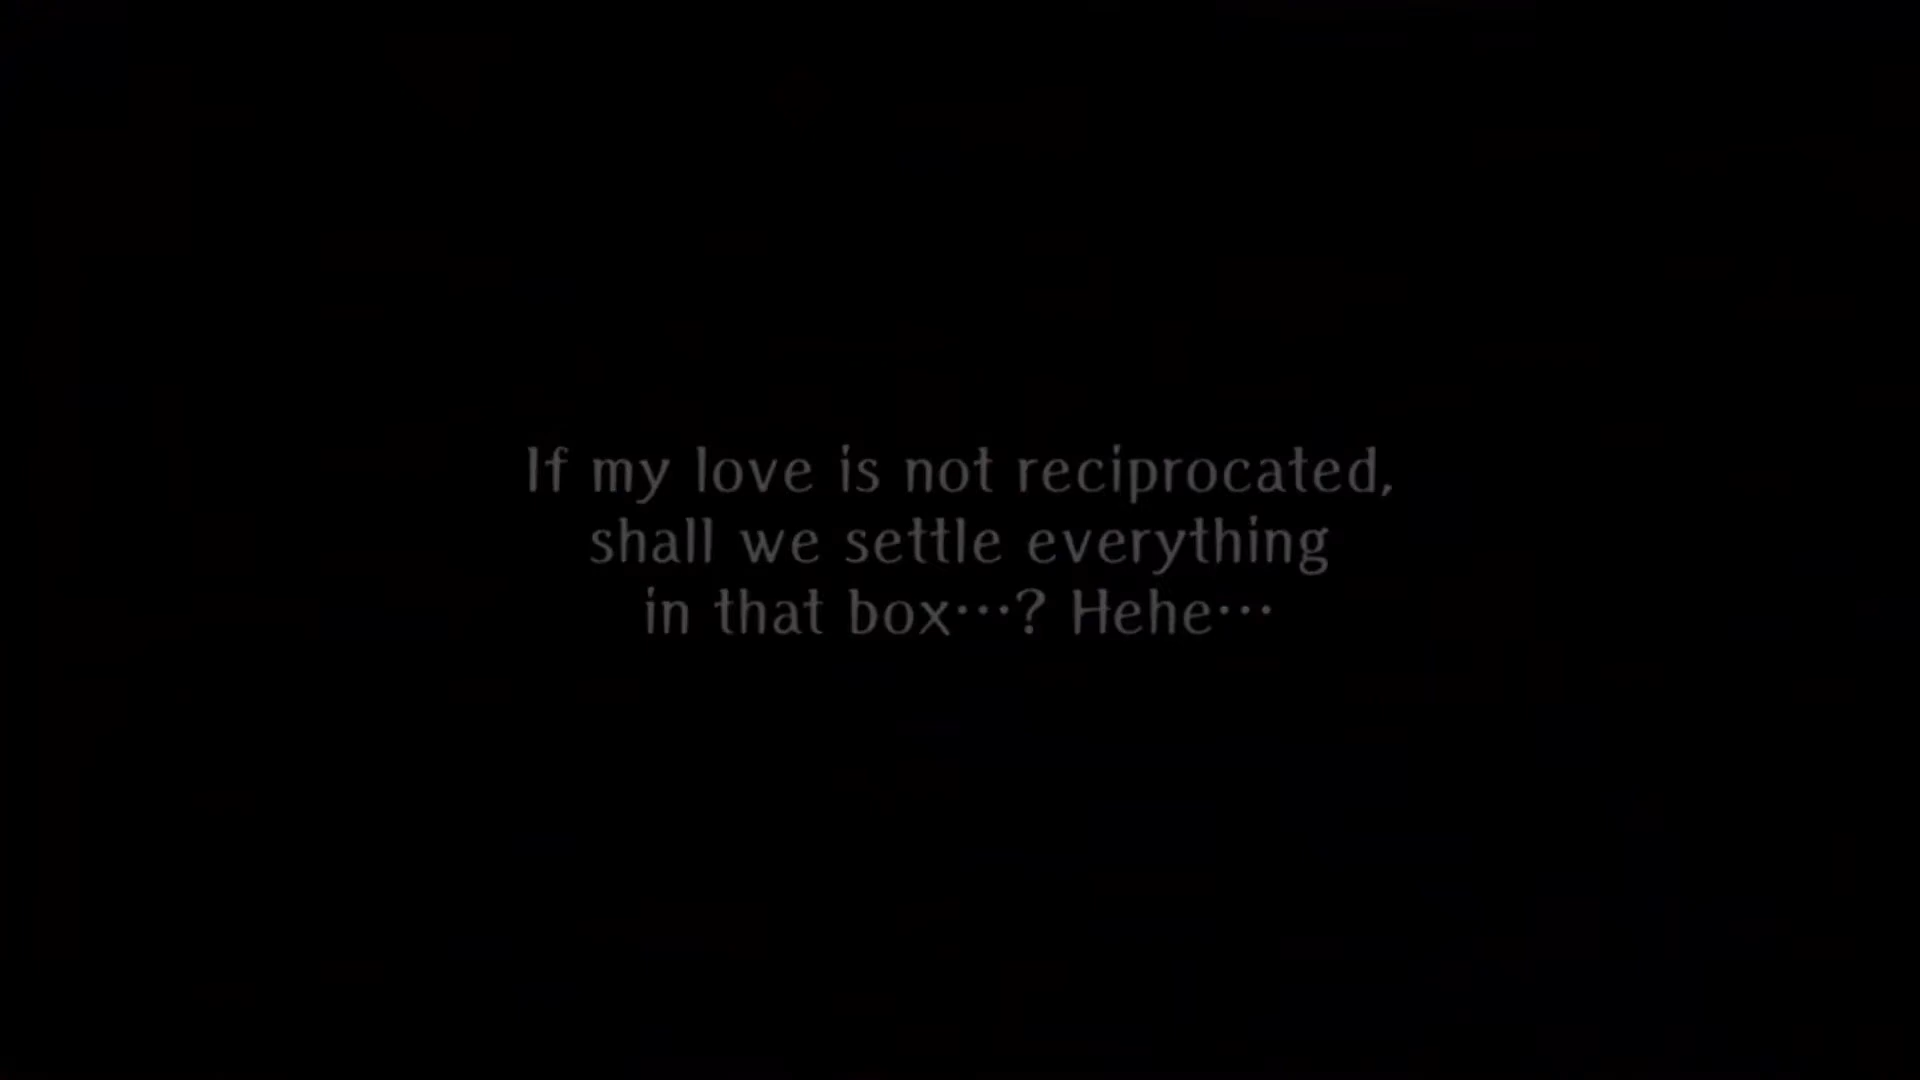 If my love is not reciprocated,
shall we settle everything
in that box…? Hehe…